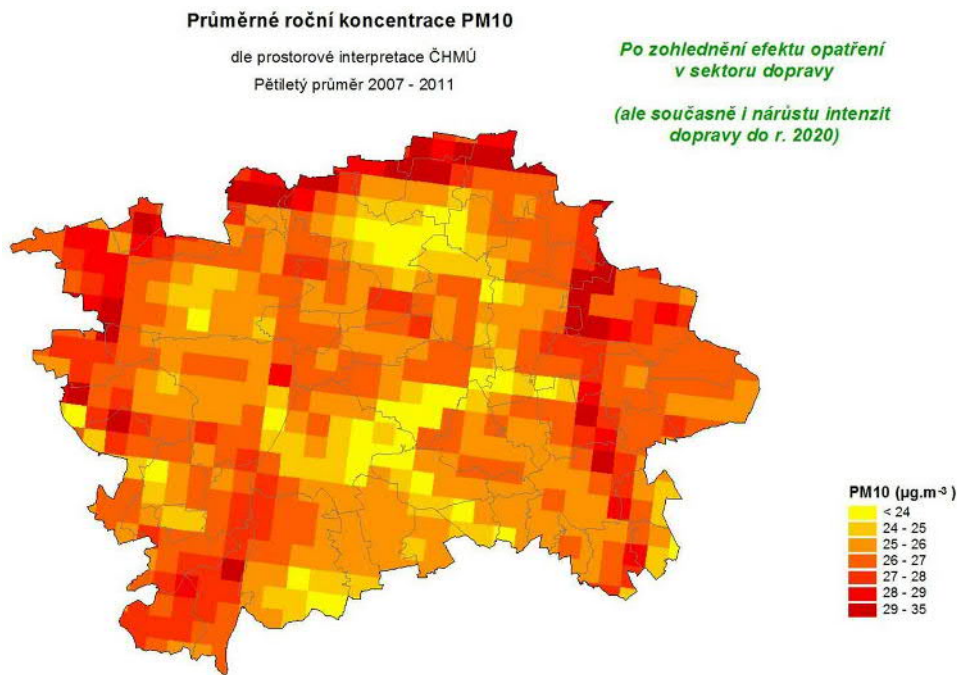 Průměrné roční koncentrace PM10
dle prostorové interpretace ČHMÚ
Pětiletý průměr 2007 - 2011
Po zohlednění efektu opatření
v sektoru dopravy
(ale současně i nárůstu intenzit
dopravy do r. 2020)
PM10 (µg.m⁻³ )
< 24
24 - 25
25 - 26
26 - 27
27 - 28
28 - 29
29 - 35